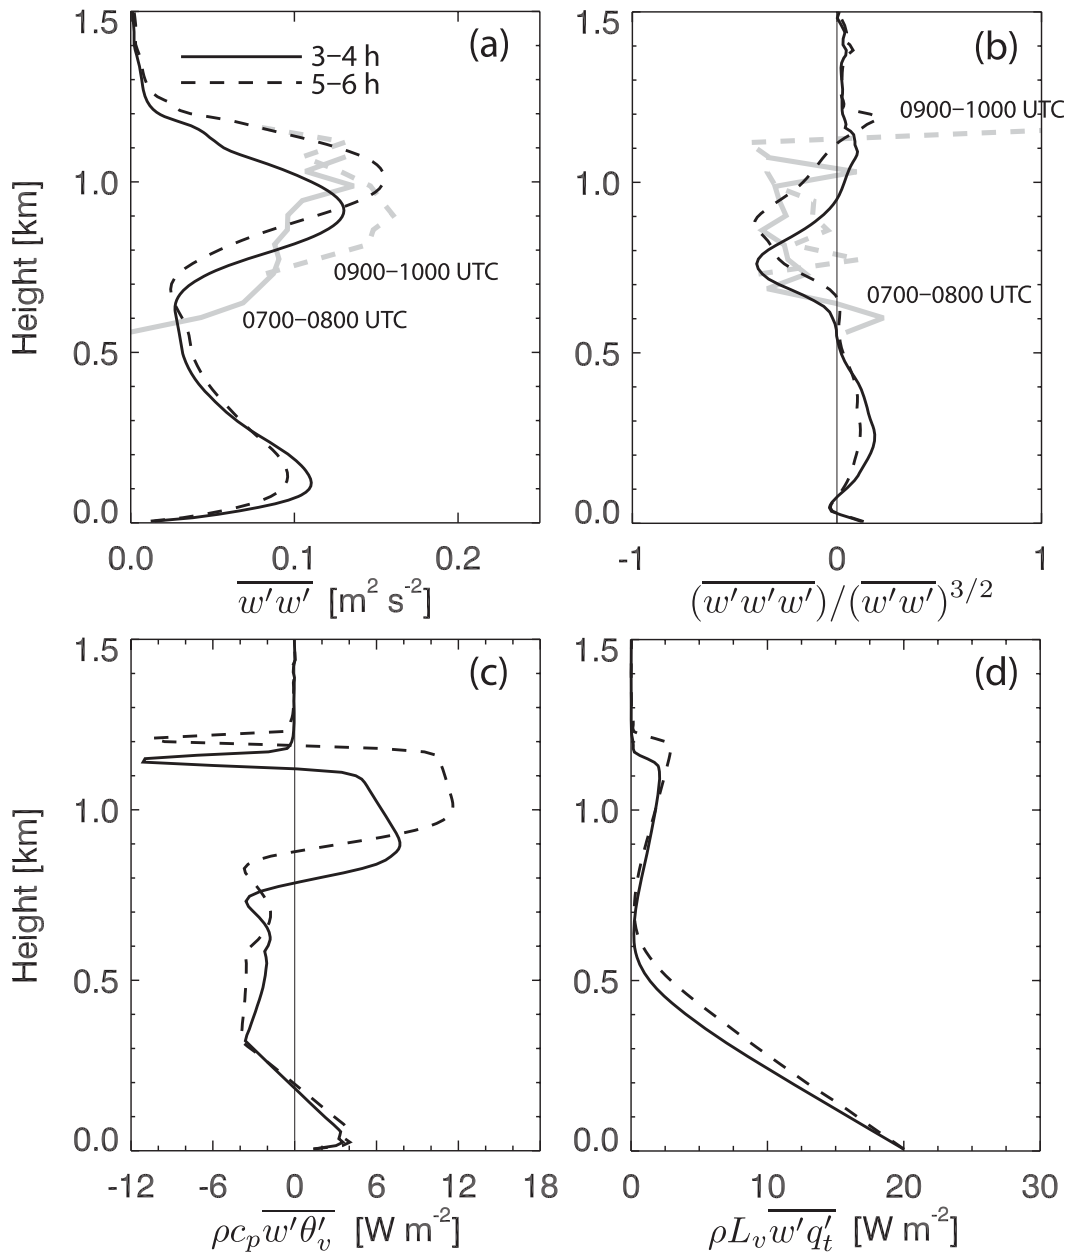 (a)
3–4 h
5–6 h
0900–1000 UTC
0700–0800 UTC
1.5
1.0
0.5
0.0
Height [km]
0.0 0.1 0.2
w′w′ [m² s⁻²]
(b)
0900–1000 UTC
0700–0800 UTC
1.5
1.0
0.5
0.0
-1 0 1
(w′w′w′)/(w′w′)^{3/2}
(c)
1.5
1.0
0.5
0.0
Height [km]
-12 -6 0 6 12 18
ρc_p w′θ′_v [W m⁻²]
(d)
1.5
1.0
0.5
0.0
0 10 20 30
ρL_v w′q′_t [W m⁻²]